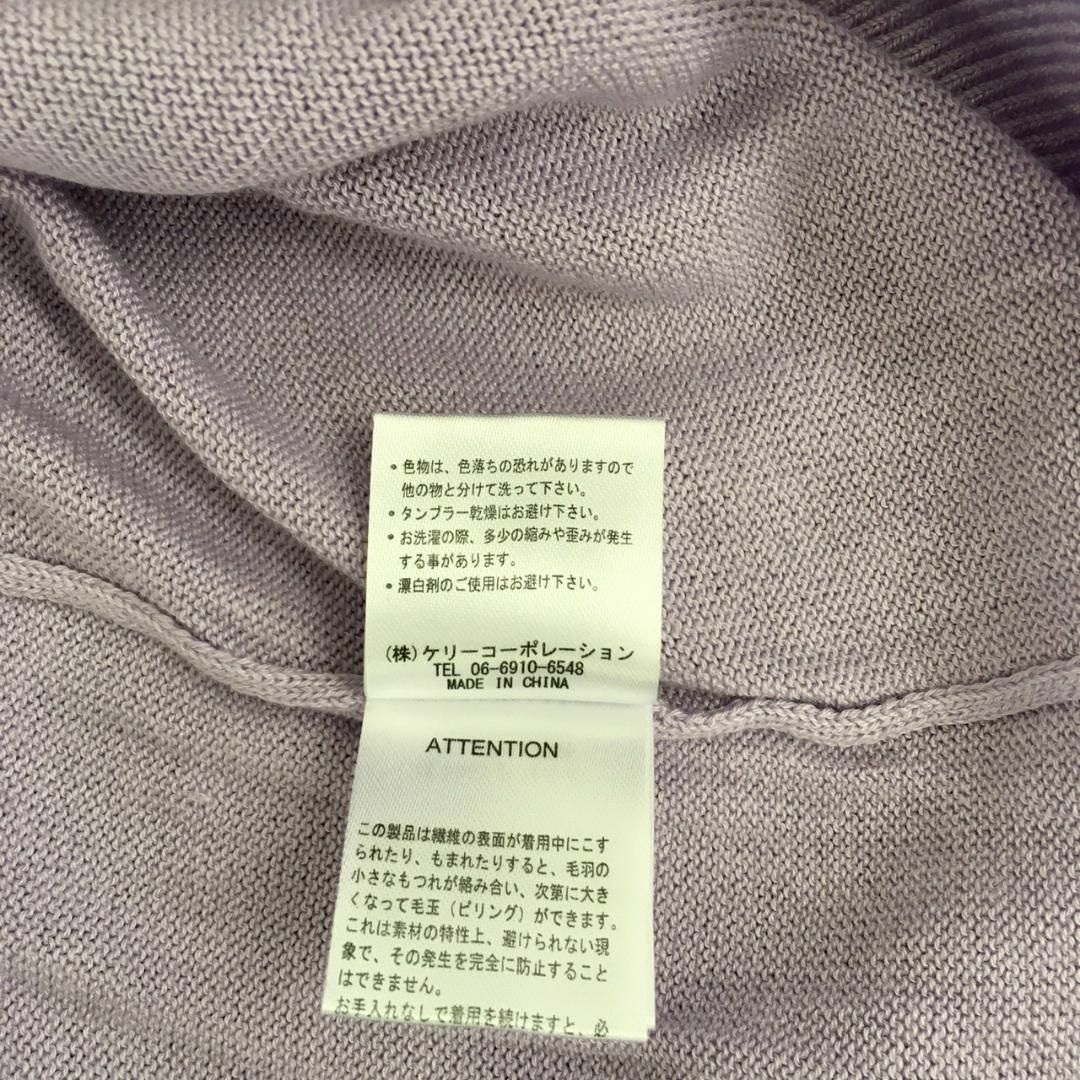 • 色物は、色落ちの恐れがありますので
他の物と分けて洗って下さい。
• タンブラー乾燥はお避け下さい。
• お洗濯の際、多少の縮みや歪みが発生
する事があります。
• 漂白剤のご使用はお避け下さい。
(株)ケリーコーポレーション
TEL 06-6910-6548
MADE IN CHINA
ATTENTION
この製品は繊維の表面が着用中にこす
られたり、もまれたりすると、毛羽の
小さなもつれが絡み合い、次第に大き
くなって毛玉（ピリング）ができます。
これは素材の特性上、避けられない現
象で、その発生を完全に防止すること
はできません。
お手入れなしで着用を続けますと、必